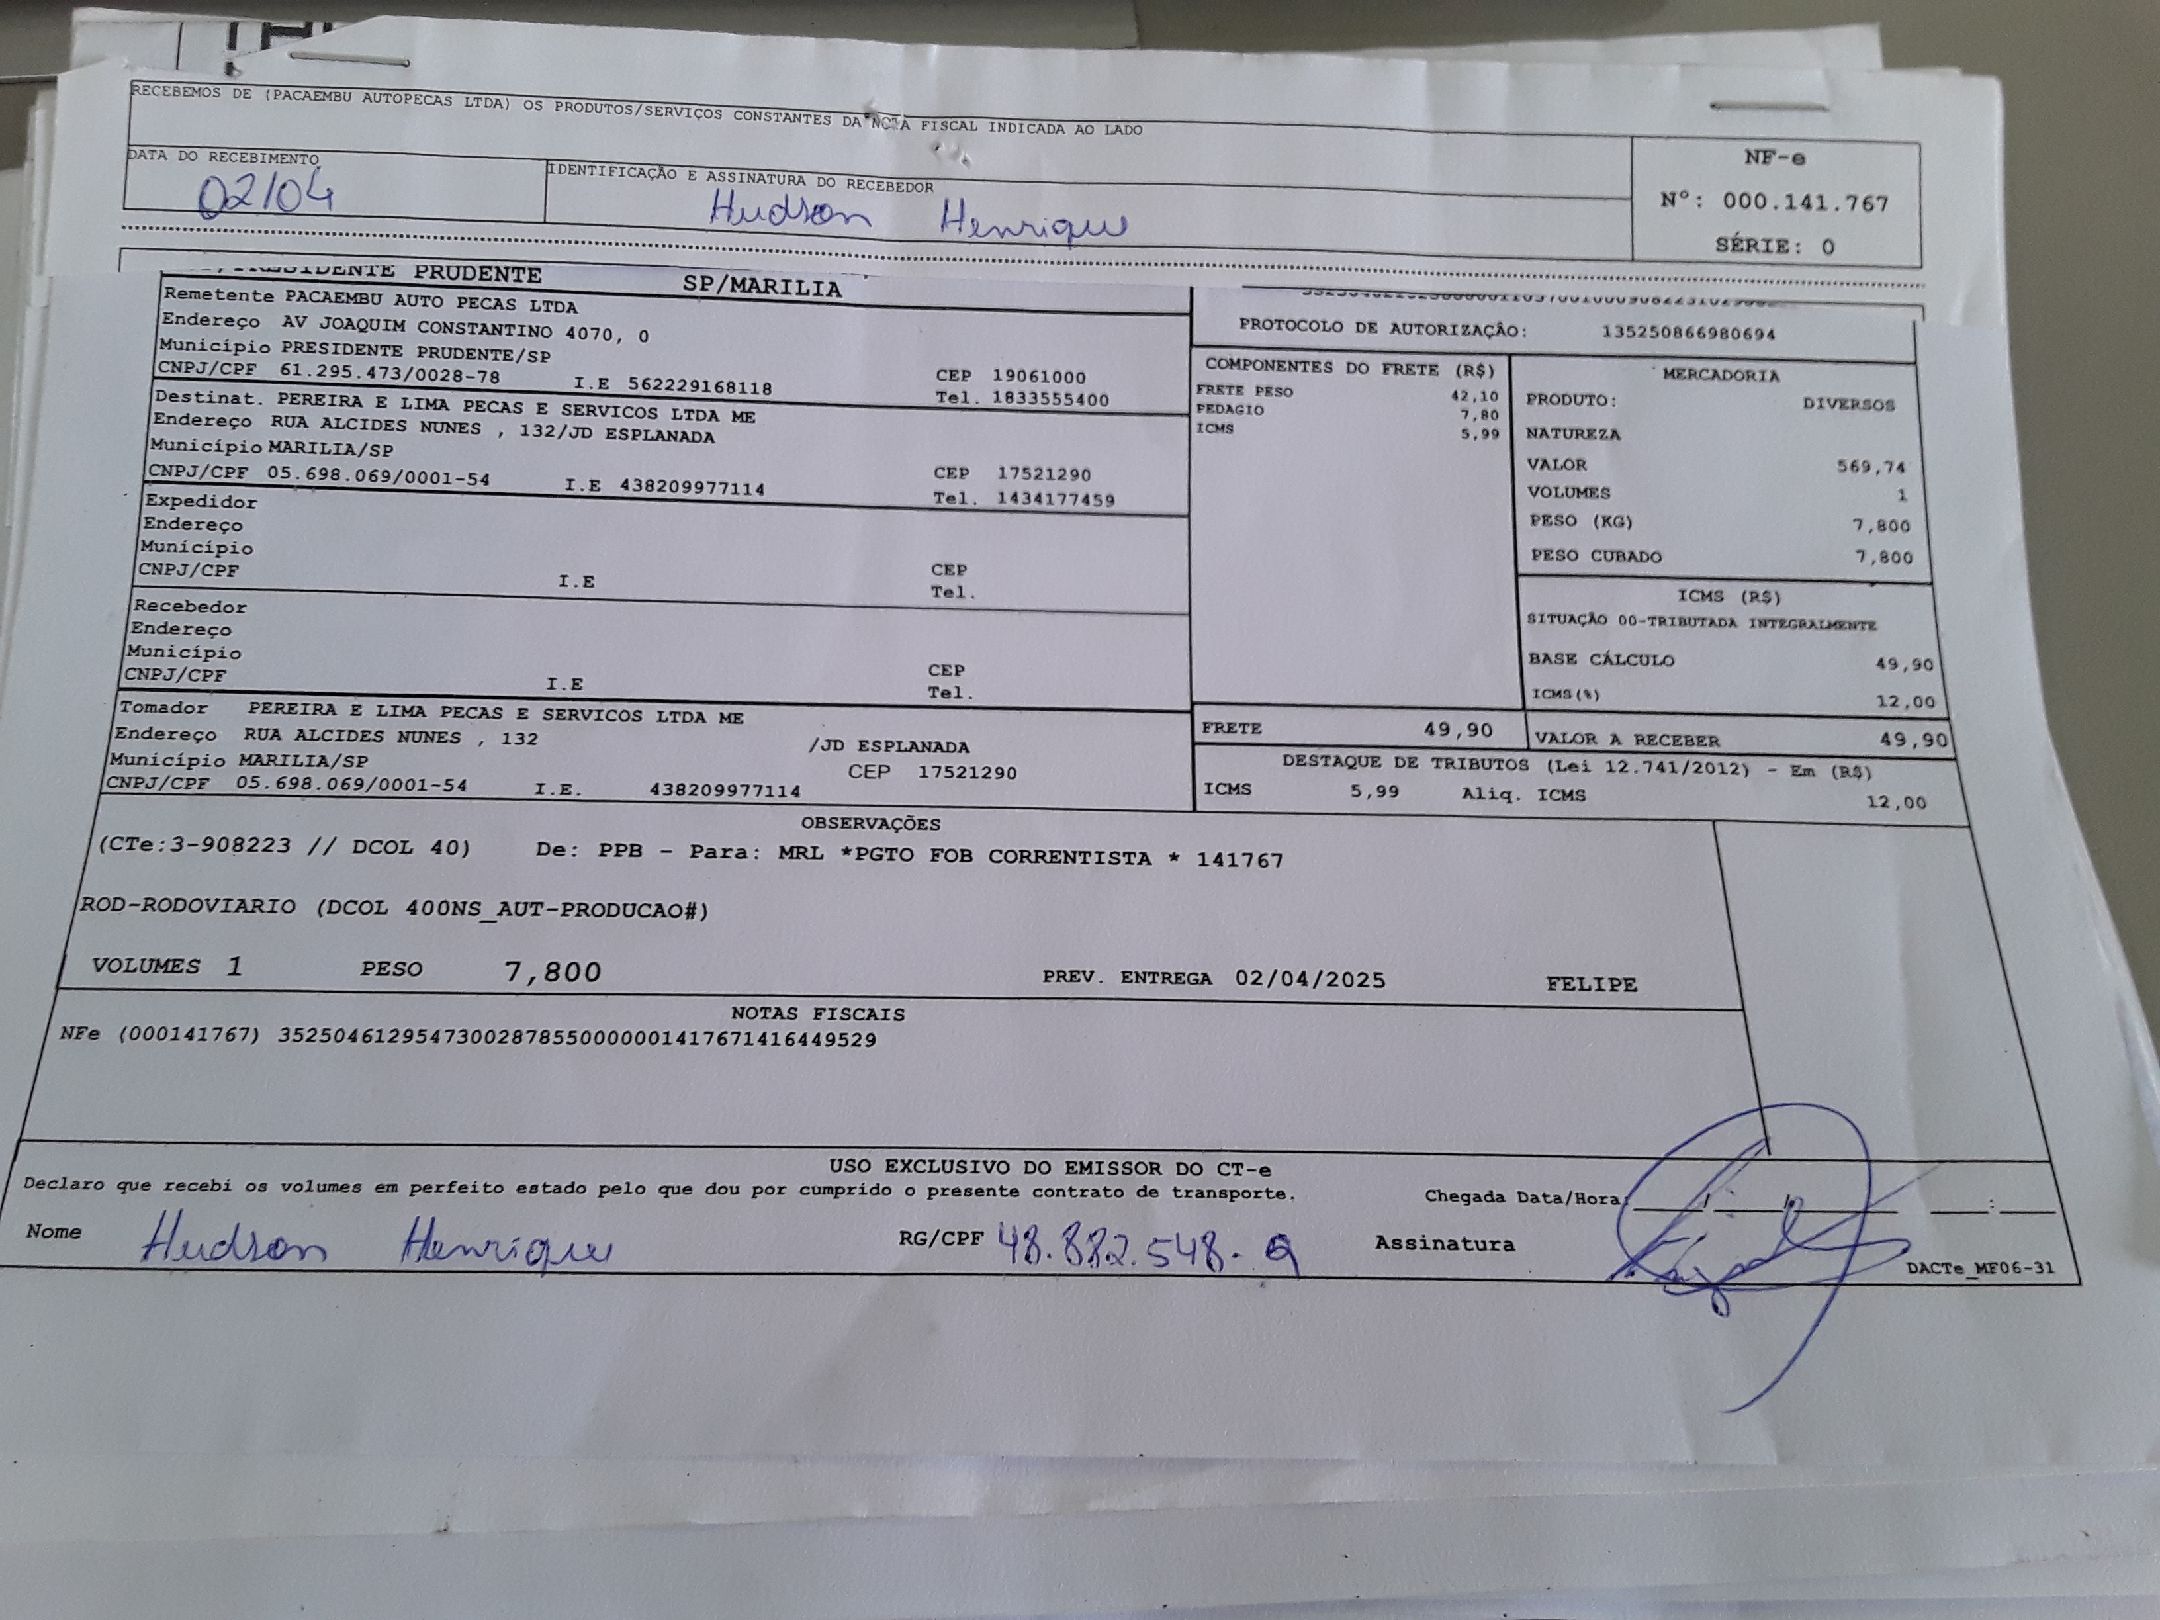 RECEBEMOS DE (PACAEMBU AUTOPECAS LTDA) OS PRODUTOS/SERVIÇOS CONSTANTES DA NOTA FISCAL INDICADA AO LADO
DATA DO RECEBIMENTO
02/04
IDENTIFICAÇÃO E ASSINATURA DO RECEBEDOR
Hudson Henrique
NF-e
Nº: 000.141.767
SÉRIE: 0
PRESIDENTE PRUDENTE SP/MARILIA
Remetente PACAEMBU AUTO PECAS LTDA
Endereço AV JOAQUIM CONSTANTINO 4070, 0
Município PRESIDENTE PRUDENTE/SP
CNPJ/CPF 61.295.473/0028-78 I.E 562229168118
CEP 19061000
Tel. 1833555400
Destinat. PEREIRA E LIMA PECAS E SERVICOS LTDA ME
Endereço RUA ALCIDES NUNES , 132/JD ESPLANADA
Município MARILIA/SP
CNPJ/CPF 05.698.069/0001-54 I.E 438209977114
CEP 17521290
Tel. 1434177459
Expedidor
Endereço
Município
CNPJ/CPF I.E
CEP
Tel.
Recebedor
Endereço
Município
CNPJ/CPF I.E
CEP
Tel.
Tomador PEREIRA E LIMA PECAS E SERVICOS LTDA ME
Endereço RUA ALCIDES NUNES , 132 /JD ESPLANADA
Município MARILIA/SP CEP 17521290
CNPJ/CPF 05.698.069/0001-54 I.E. 438209977114
PROTOCOLO DE AUTORIZAÇÃO: 135250866980694
COMPONENTES DO FRETE (R$)
FRETE PESO 42,10
PEDAGIO 7,80
ICMS 5,99
MERCADORIA
PRODUTO: DIVERSOS
NATUREZA
VALOR 569,74
VOLUMES 1
PESO (KG) 7,800
PESO CUBADO 7,800
ICMS (R$)
SITUAÇÃO 00-TRIBUTADA INTEGRALMENTE
BASE CÁLCULO 49,90
ICMS(%) 12,00
FRETE 49,90
VALOR A RECEBER 49,90
DESTAQUE DE TRIBUTOS (Lei 12.741/2012) - Em (R$)
ICMS 5,99 Aliq. ICMS 12,00
OBSERVAÇÕES
(CTe:3-908223 // DCOL 40) De: PPB - Para: MRL *PGTO FOB CORRENTISTA * 141767
ROD-RODOVIARIO (DCOL 400NS_AUT-PRODUCAO#)
VOLUMES 1 PESO 7,800 PREV. ENTREGA 02/04/2025 FELIPE
NOTAS FISCAIS
NFe (000141767) 35250461295473002878550000001417671416449529
USO EXCLUSIVO DO EMISSOR DO CT-e
Declaro que recebi os volumes em perfeito estado pelo que dou por cumprido o presente contrato de transporte.
Chegada Data/Hora: / / :
Nome Hudson Henrique RG/CPF 48.882.548-9 Assinatura
DACTe_MF06-31